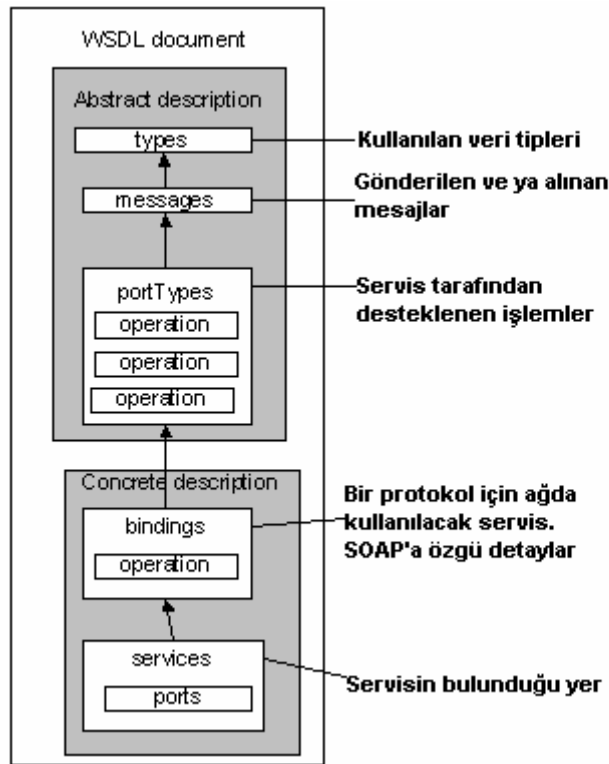 WSDL document
Abstract description
types
Kullanılan veri tipleri
messages
Gönderilen ve ya alınan
mesajlar
portTypes
operation
operation
operation
Servis tarafından
desteklenen işlemler
Concrete description
bindings
operation
Bir protokol için ağda
kullanılacak servis.
SOAP'a özgü detaylar
services
ports
Servisin bulunduğu yer